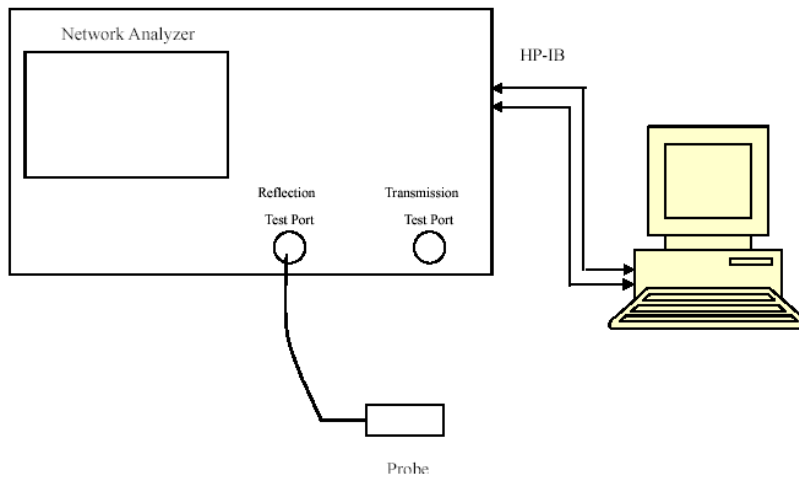 Network Analyzer
HP-IB
Reflection
Test Port
Transmission
Test Port
Probe